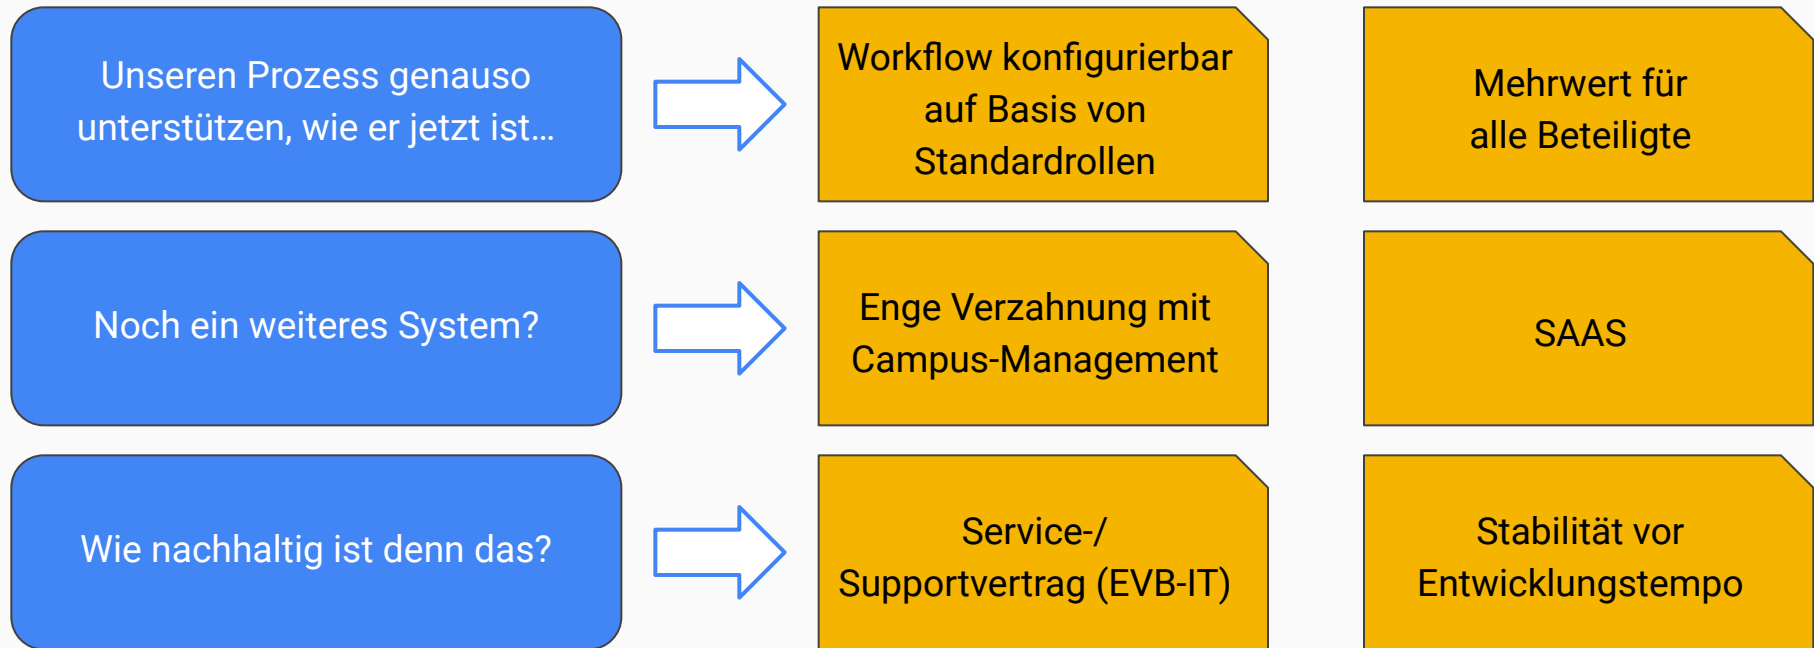 Unseren Prozess genauso
unterstützen, wie er jetzt ist…
Workflow konfigurierbar
auf Basis von
Standardrollen
Mehrwert für
alle Beteiligte
Noch ein weiteres System?
Enge Verzahnung mit
Campus-Management
SAAS
Wie nachhaltig ist denn das?
Service-/
Supportvertrag (EVB-IT)
Stabilität vor
Entwicklungstempo